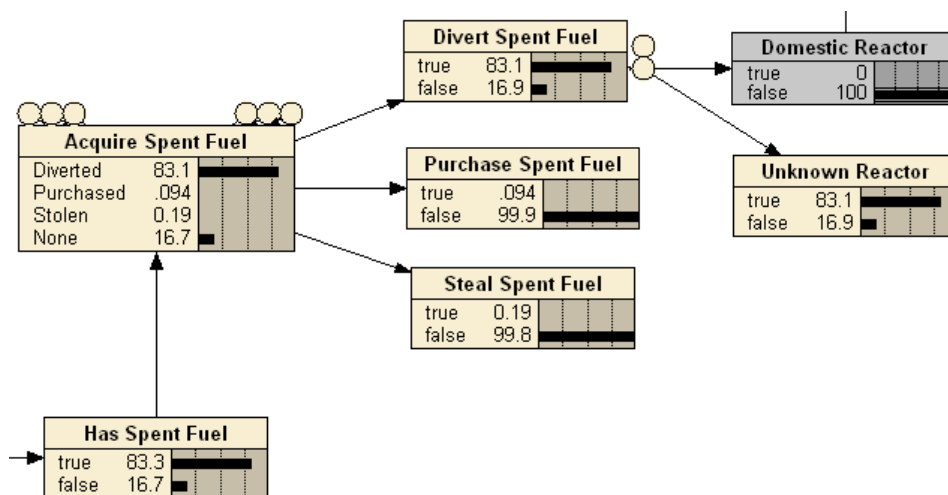 Divert Spent Fuel
true 83.1
false 16.9
Domestic Reactor
true 0
false 100
Acquire Spent Fuel
Diverted 83.1
Purchased .094
Stolen 0.19
None 16.7
Purchase Spent Fuel
true .094
false 99.9
Unknown Reactor
true 83.1
false 16.9
Steal Spent Fuel
true 0.19
false 99.8
Has Spent Fuel
true 83.3
false 16.7